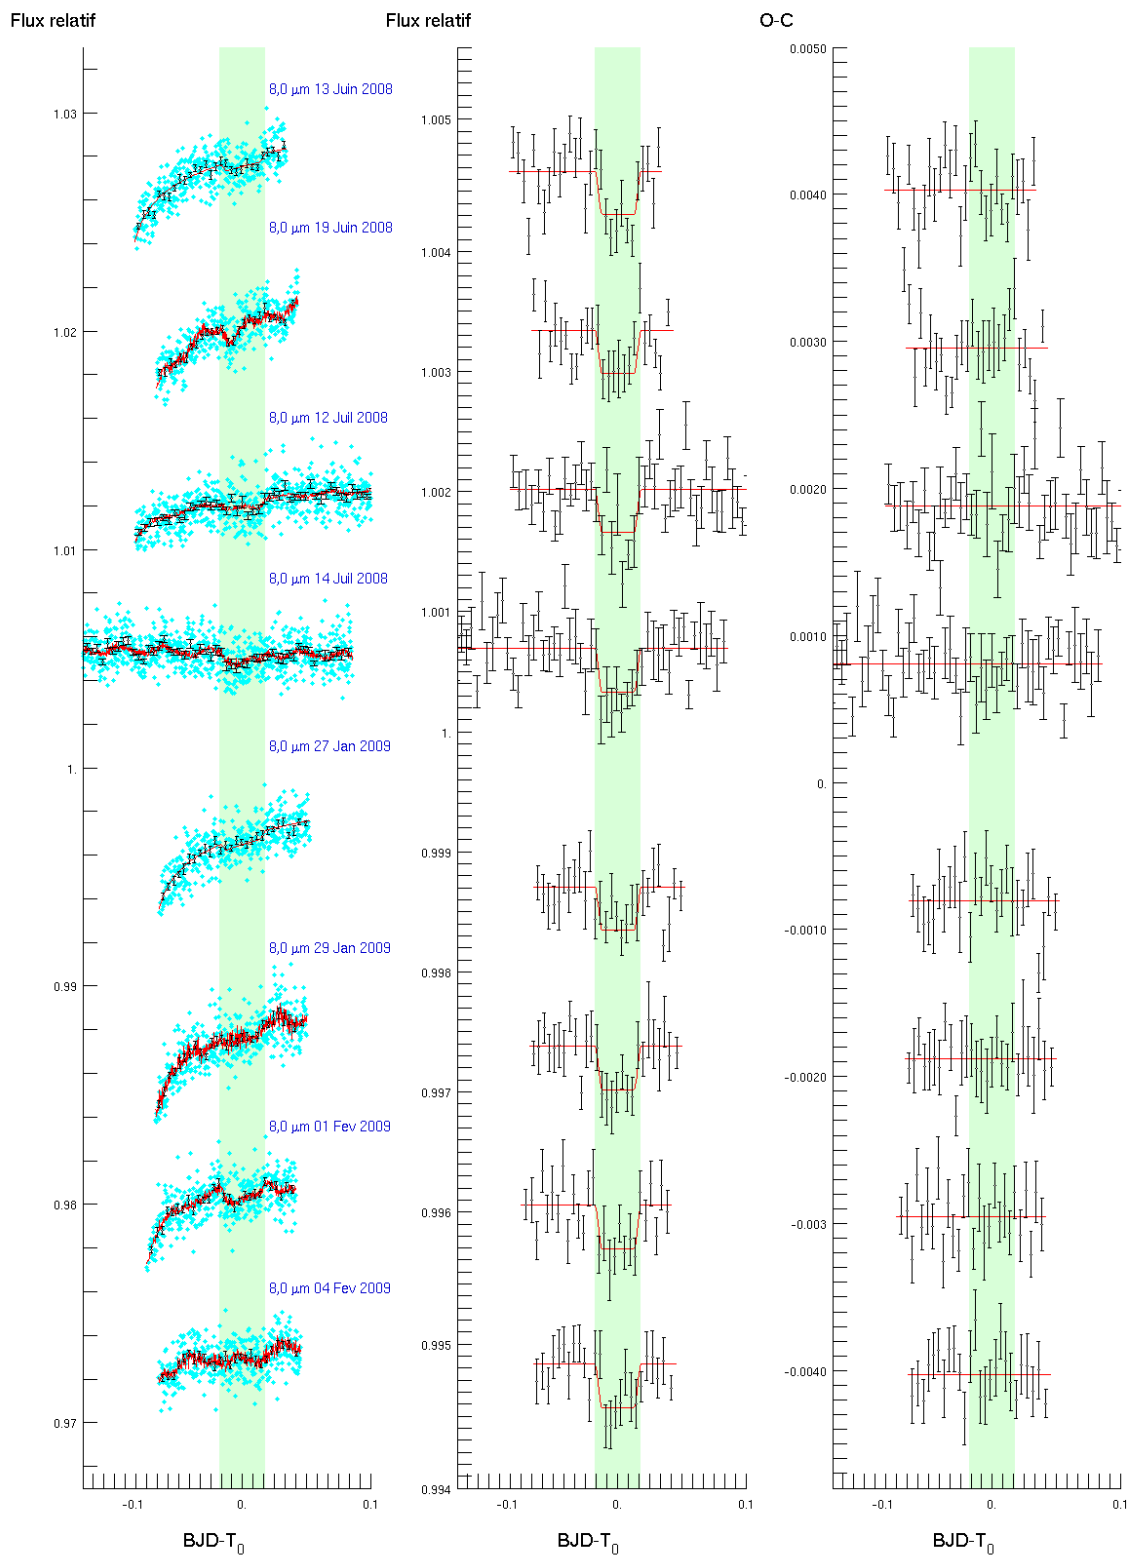 Flux relatif
Flux relatif
O-C
8,0 µm 13 Juin 2008
8,0 µm 19 Juin 2008
8,0 µm 12 Juil 2008
8,0 µm 14 Juil 2008
8,0 µm 27 Jan 2009
8,0 µm 29 Jan 2009
8,0 µm 01 Fev 2009
8,0 µm 04 Fev 2009
1.03
1.02
1.01
1.
0.99
0.98
0.97
1.005
1.004
1.003
1.002
1.001
1.
0.999
0.998
0.997
0.996
0.995
0.994
0.0050
0.0040
0.0030
0.0020
0.0010
0.
-0.0010
-0.0020
-0.003
-0.0040
-0.1 0. 0.1
-0.1 0. 0.1
-0.1 0. 0.1
BJD-T0
BJD-T0
BJD-T0